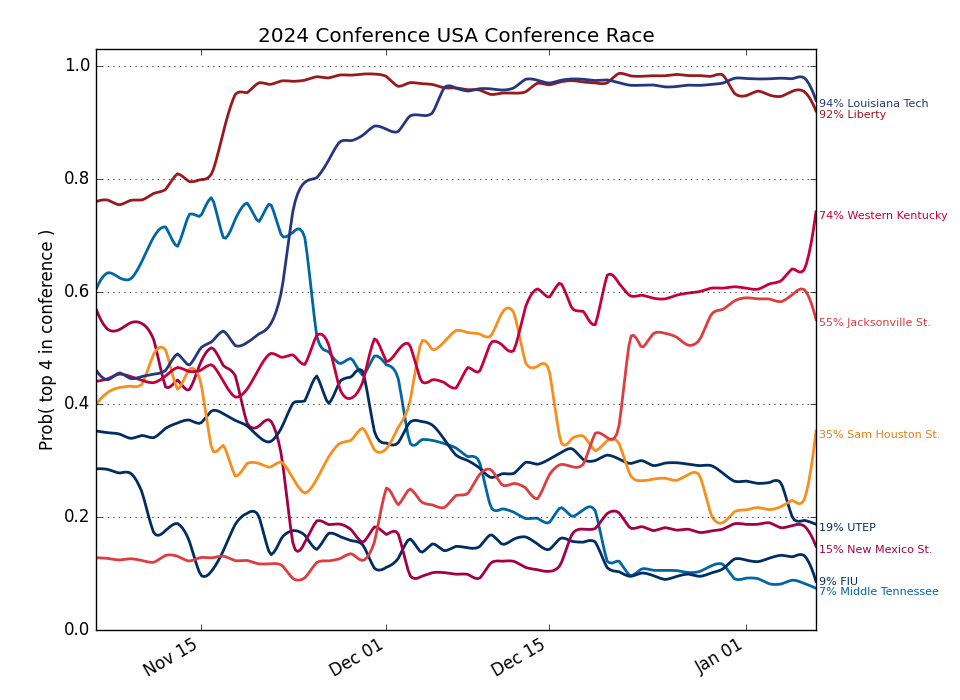 2024 Conference USA Conference Race
Prob( top 4 in conference )
1.0
0.8
0.6
0.4
0.2
0.0
Nov 15
Dec 01
Dec 15
Jan 01
94% Louisiana Tech
92% Liberty
74% Western Kentucky
55% Jacksonville St.
35% Sam Houston St.
19% UTEP
15% New Mexico St.
9% FIU
7% Middle Tennessee